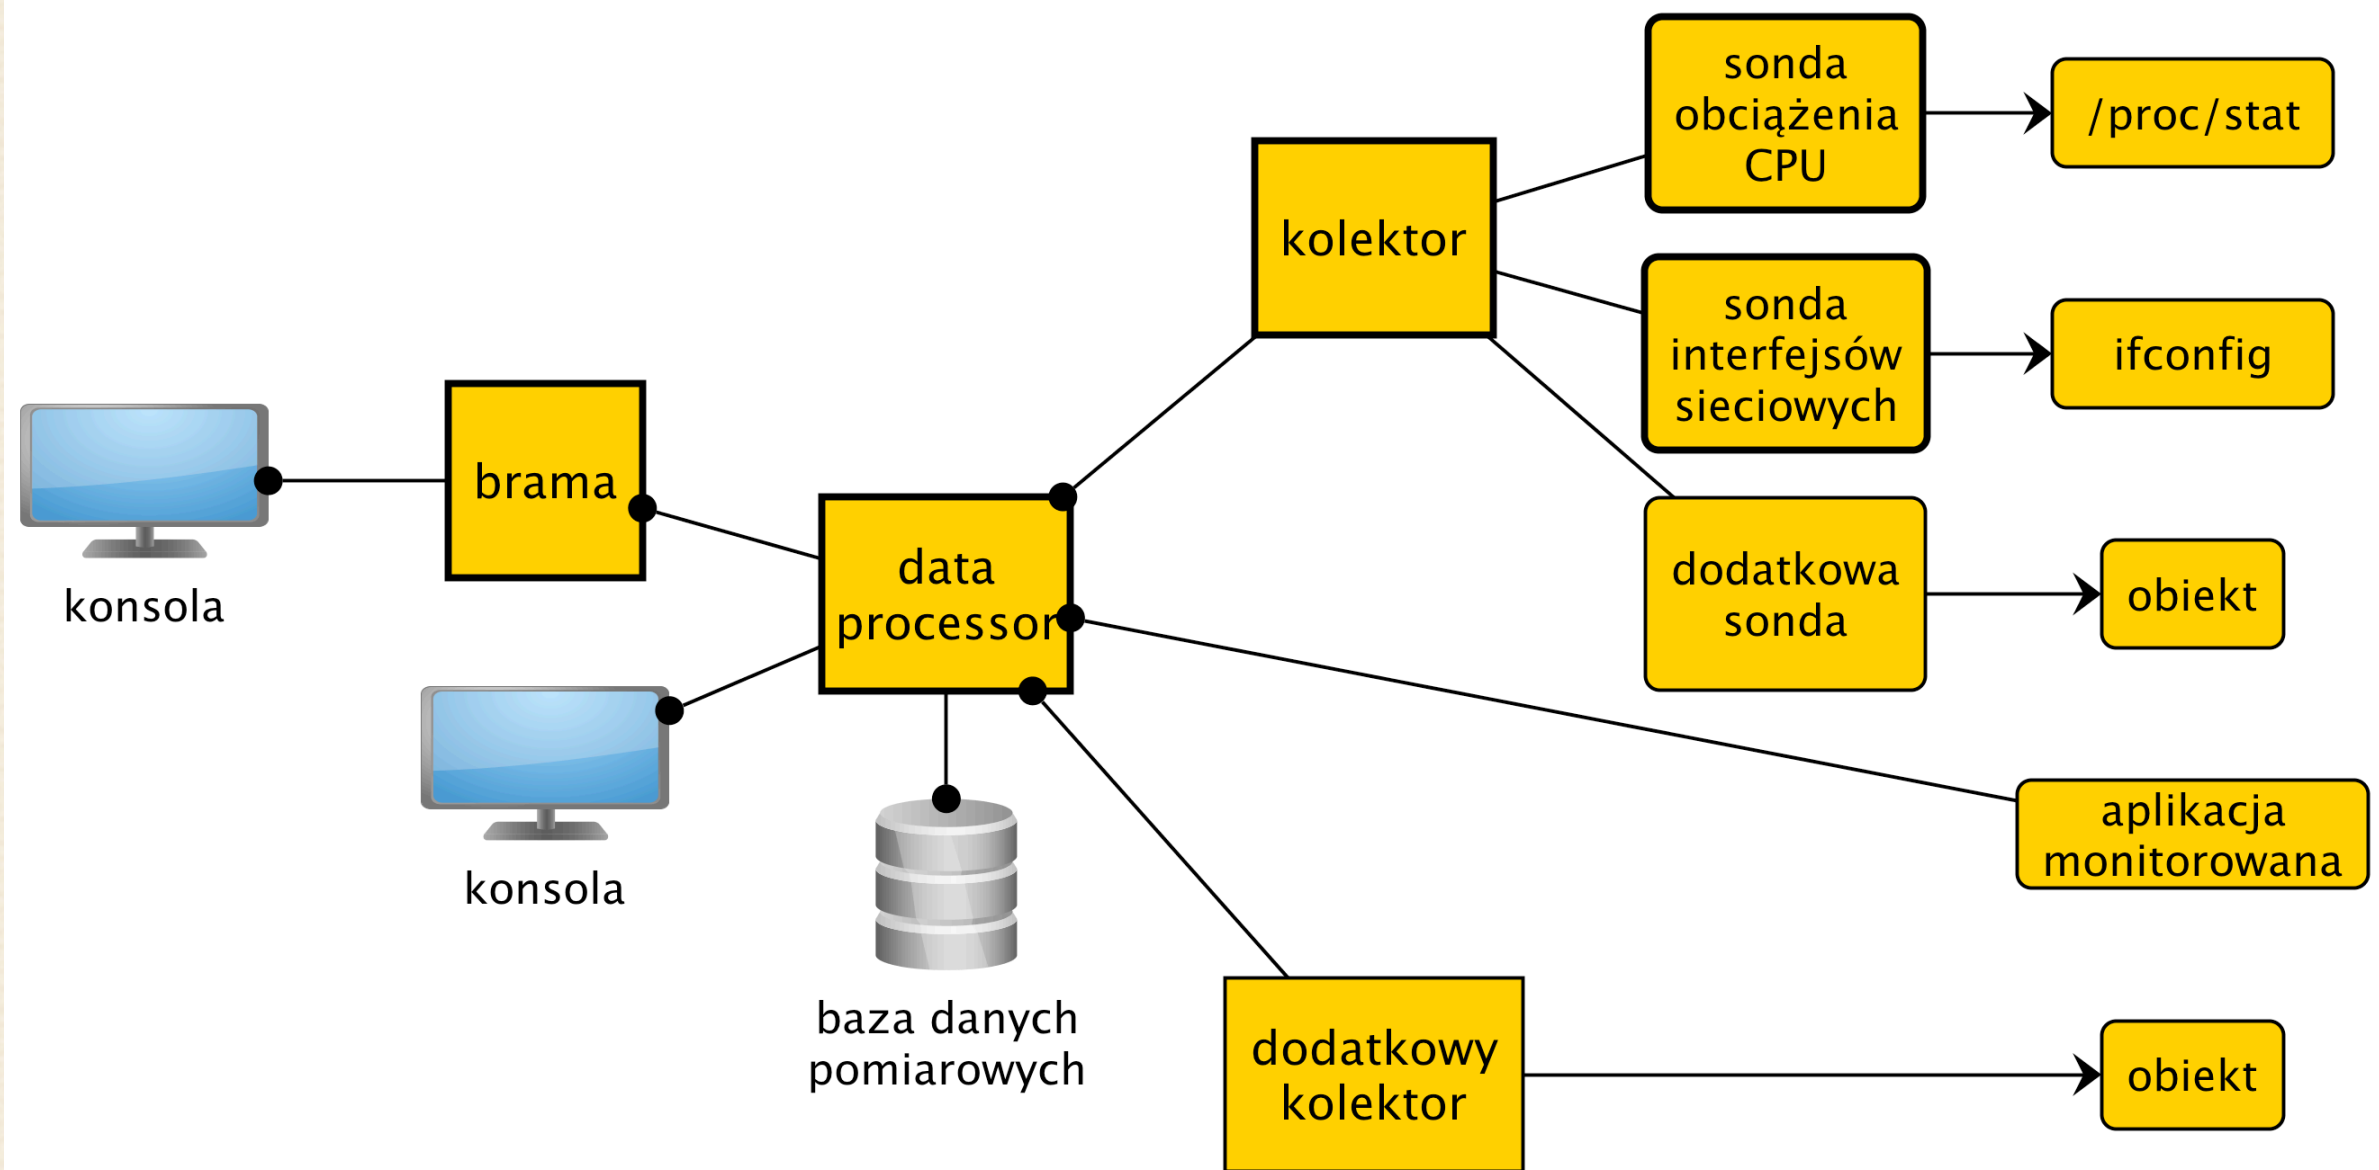 sonda
obciążenia
CPU
/proc/stat
kolektor
sonda
interfejsów
sieciowych
ifconfig
brama
konsola
data
processor
dodatkowa
sonda
obiekt
konsola
aplikacja
monitorowana
baza danych
pomiarowych
dodatkowy
kolektor
obiekt